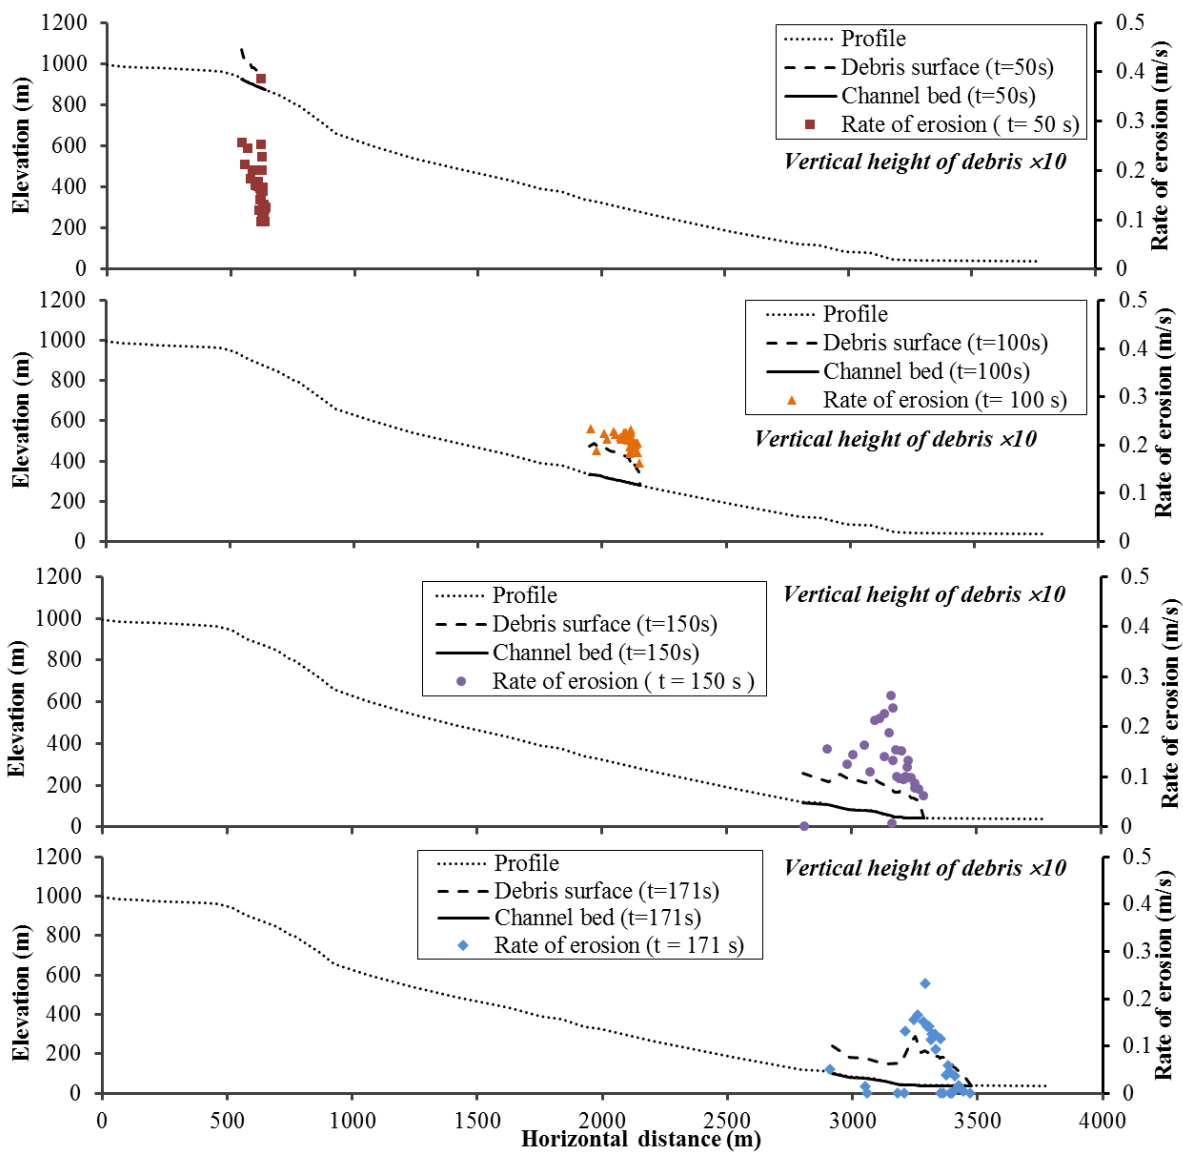 1200
1000
800
600
400
200
0
Elevation (m)
0.5
0.4
0.3
0.2
0.1
0
Rate of erosion (m/s)
Profile
Debris surface (t=50s)
Channel bed (t=50s)
Rate of erosion ( t= 50 s)
Vertical height of debris ×10
1200
1000
800
600
400
200
0
Elevation (m)
0.5
0.4
0.3
0.2
0.1
0
Rate of erosion (m/s)
Profile
Debris surface (t=100s)
Channel bed (t=100s)
Rate of erosion (t= 100 s)
Vertical height of debris ×10
1200
1000
800
600
400
200
0
Elevation (m)
0.5
0.4
0.3
0.2
0.1
0
Rate of erosion (m/s)
Vertical height of debris ×10
Profile
Debris surface (t=150s)
Channel bed (t=150s)
Rate of erosion ( t = 150 s )
1200
1000
800
600
400
200
0
Elevation (m)
0.5
0.4
0.3
0.2
0.1
0
Rate of erosion (m/s)
Vertical height of debris ×10
Profile
Debris surface (t=171s)
Channel bed (t=171s)
Rate of erosion (t = 171 s)
0 500 1000 1500 2000 2500 3000 3500 4000
Horizontal distance (m)